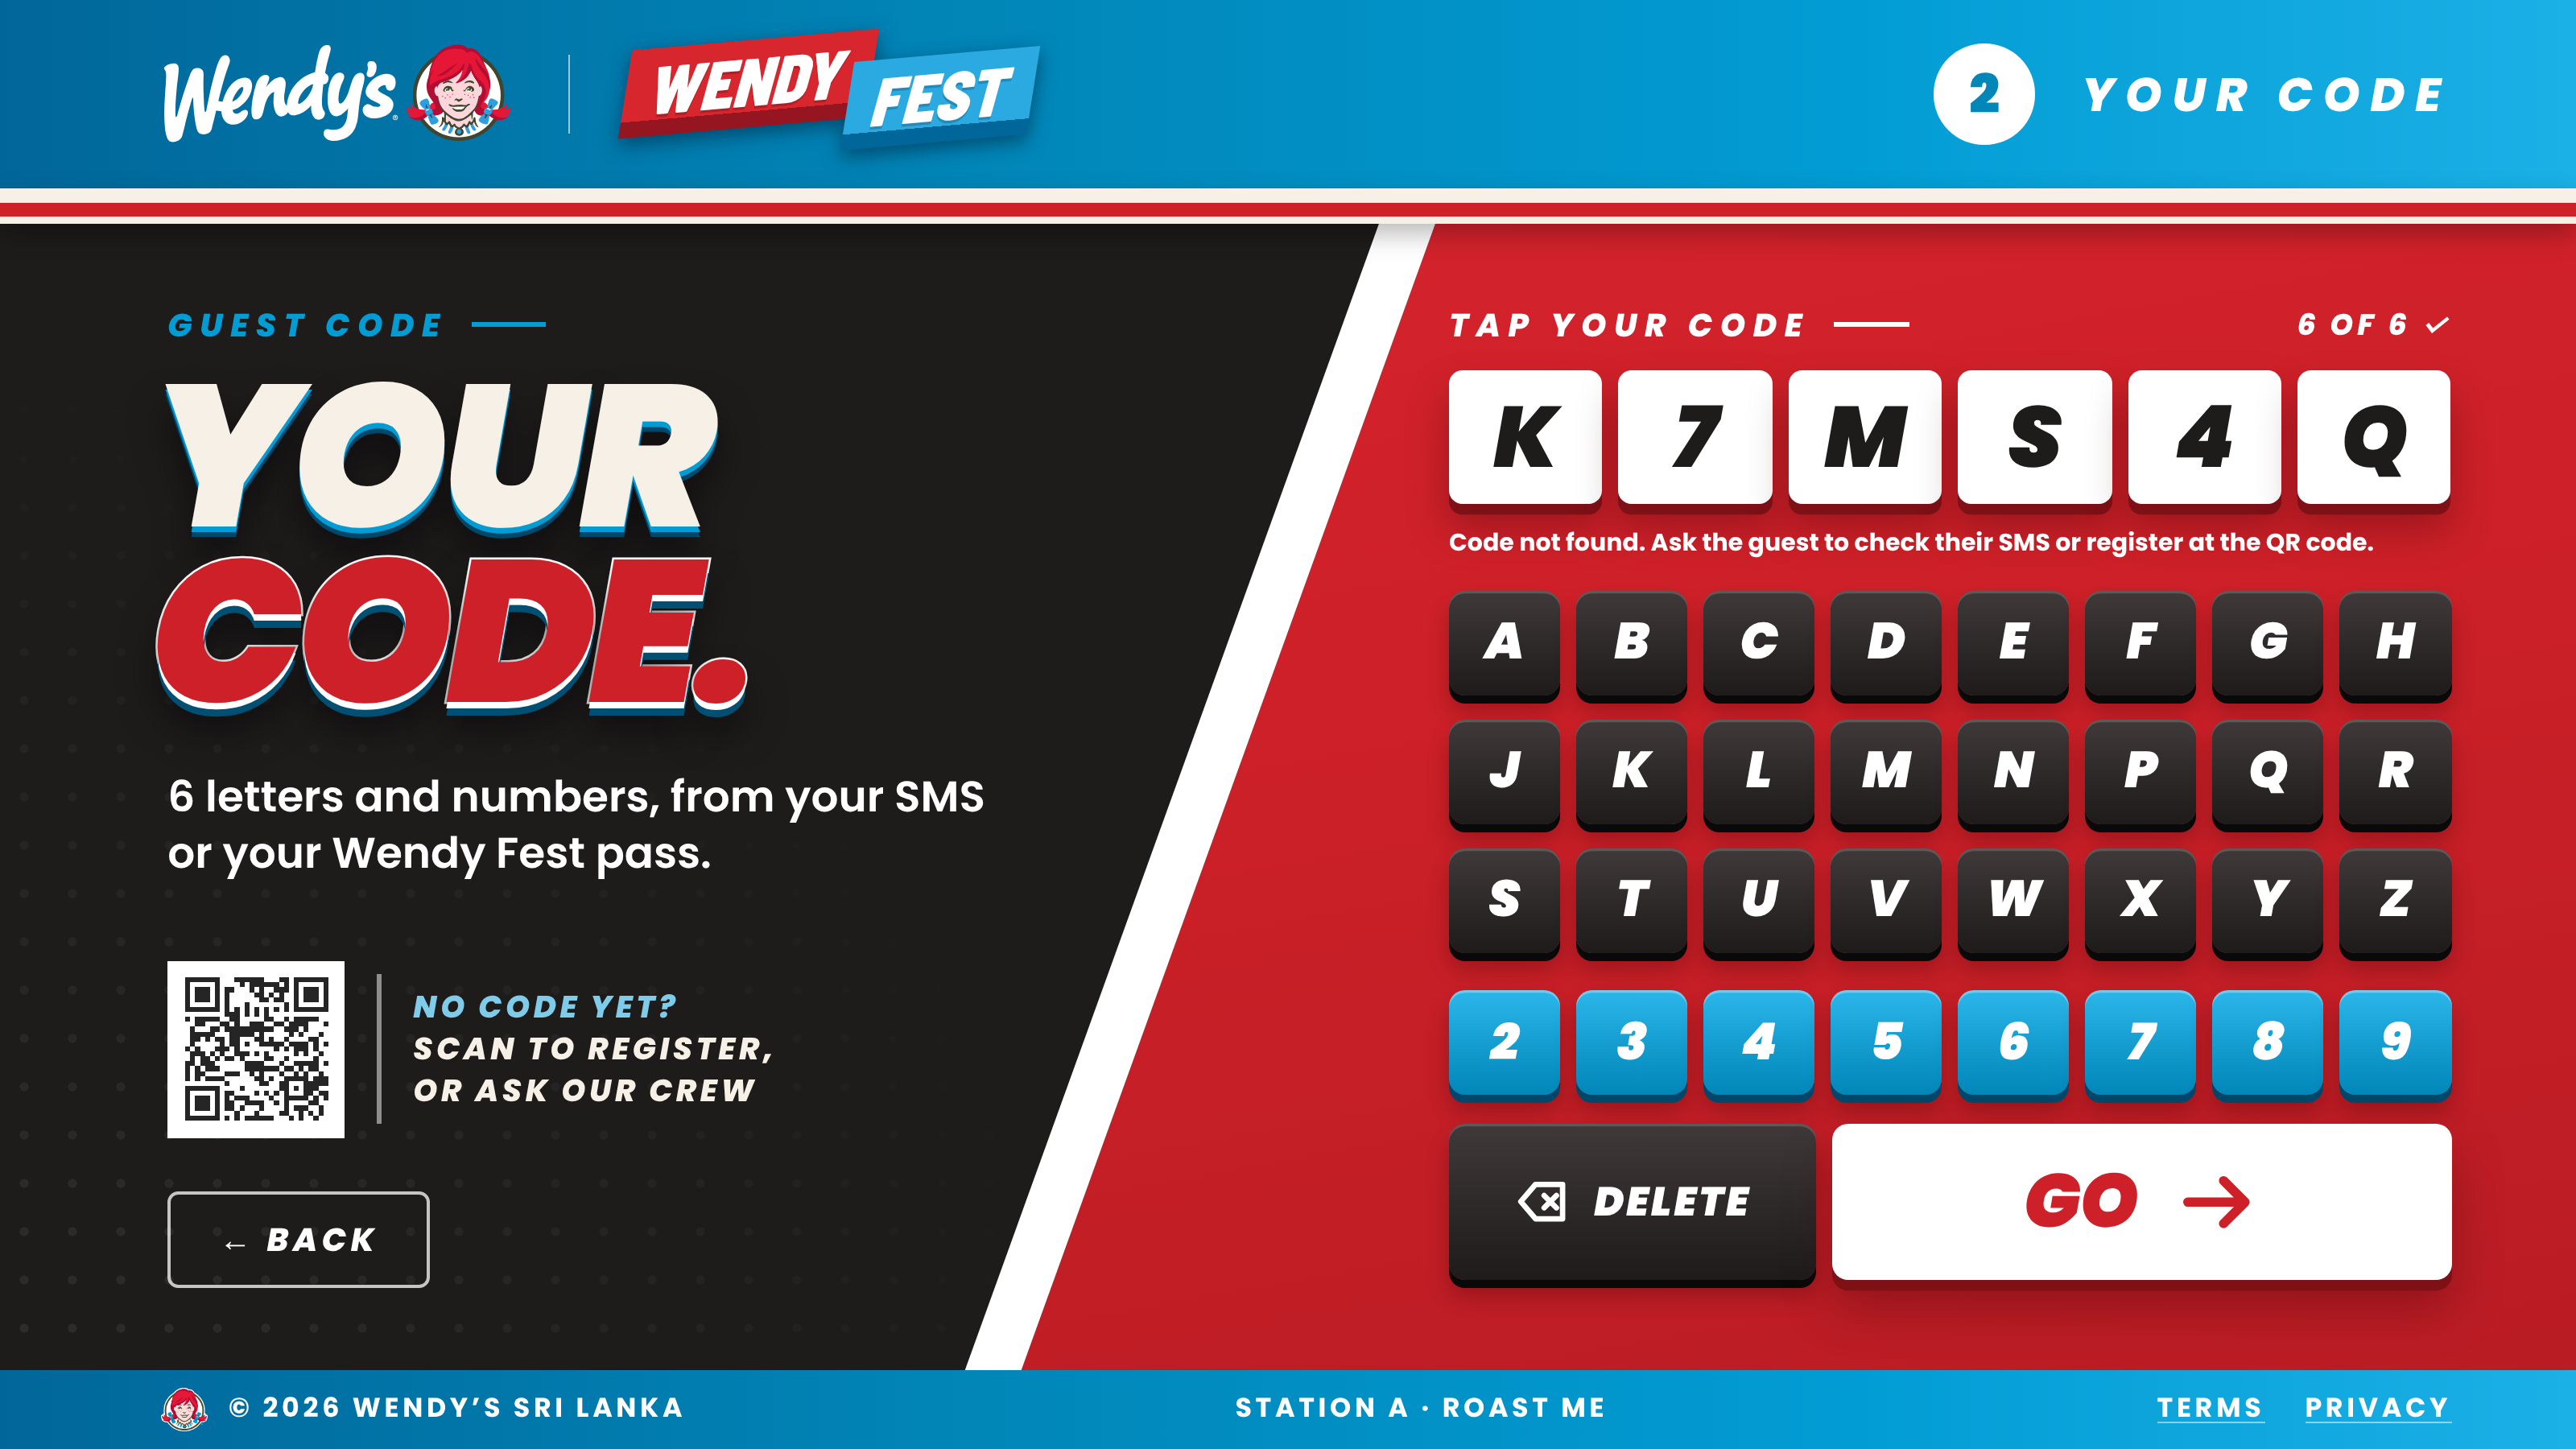 Wendy's
WENDY FEST
2 YOUR CODE
GUEST CODE
YOUR
CODE.
6 letters and numbers, from your SMS
or your Wendy Fest pass.
NO CODE YET?
SCAN TO REGISTER,
OR ASK OUR CREW
← BACK
TAP YOUR CODE
6 OF 6 ✓
K 7 M S 4 Q
Code not found. Ask the guest to check their SMS or register at the QR code.
A B C D E F G H
J K L M N P Q R
S T U V W X Y Z
2 3 4 5 6 7 8 9
DELETE
GO →
© 2026 WENDY’S SRI LANKA
STATION A · ROAST ME
TERMS PRIVACY